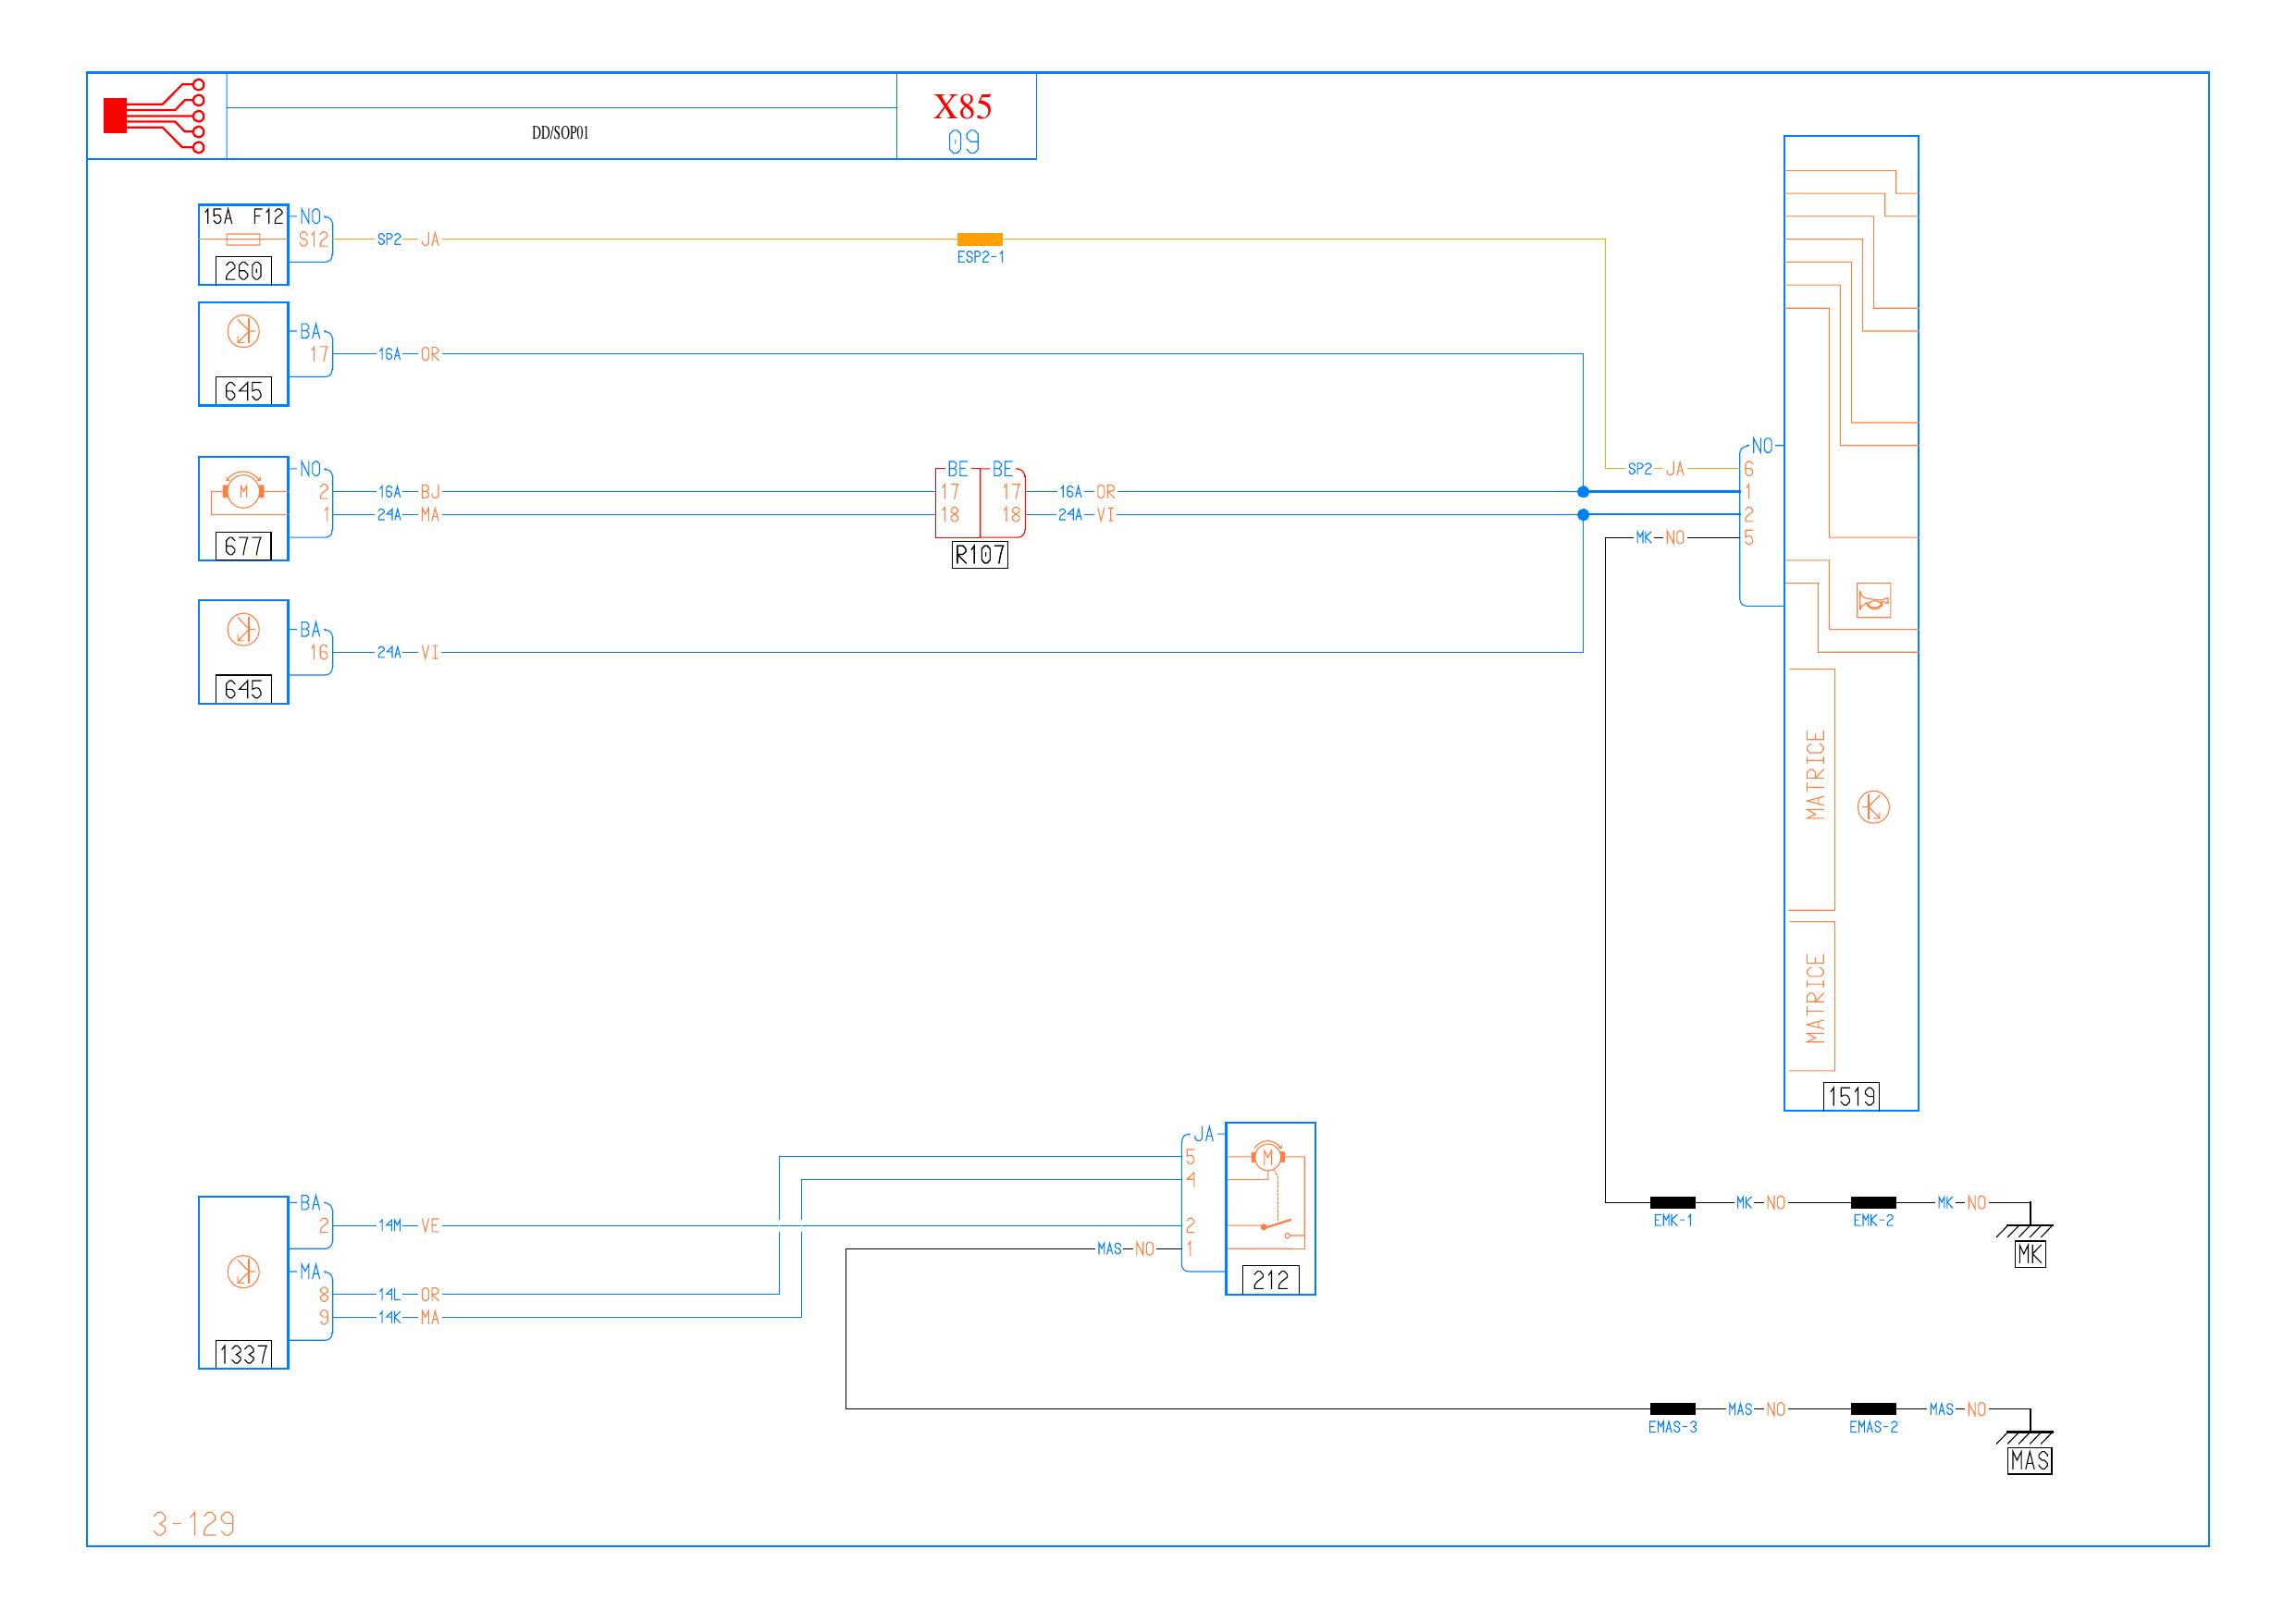 X85
DD/SOP01
09
15A F12 NO
S12 SP2 JA
ESP2-1
260
BA
17 16A OR
645
NO
SP2 JA 6
NO BE BE
2 16A BJ 17 17 16A OR 1
1 24A MA 18 18 24A VI 2
MK NO 5
M
677
R107
BA
16 24A VI
645
MATRICE
MATRICE
1519
JA
5 M
4
BA
2 14M VE 2
MAS NO 1
MA
8 14L OR
9 14K MA
212
1337
MK NO MK NO
EMK-1 EMK-2
MK
MAS NO MAS NO
EMAS-3 EMAS-2
MAS
3-129